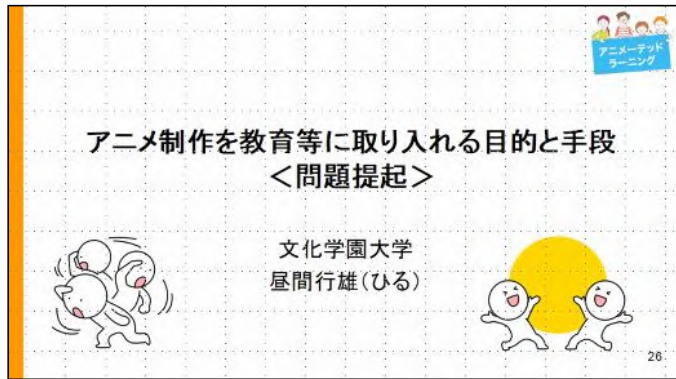 アニメーテッド
ラーニング
アニメ制作を教育等に取り入れる目的と手段
＜問題提起＞
文化学園大学
昼間行雄（ひる）
26